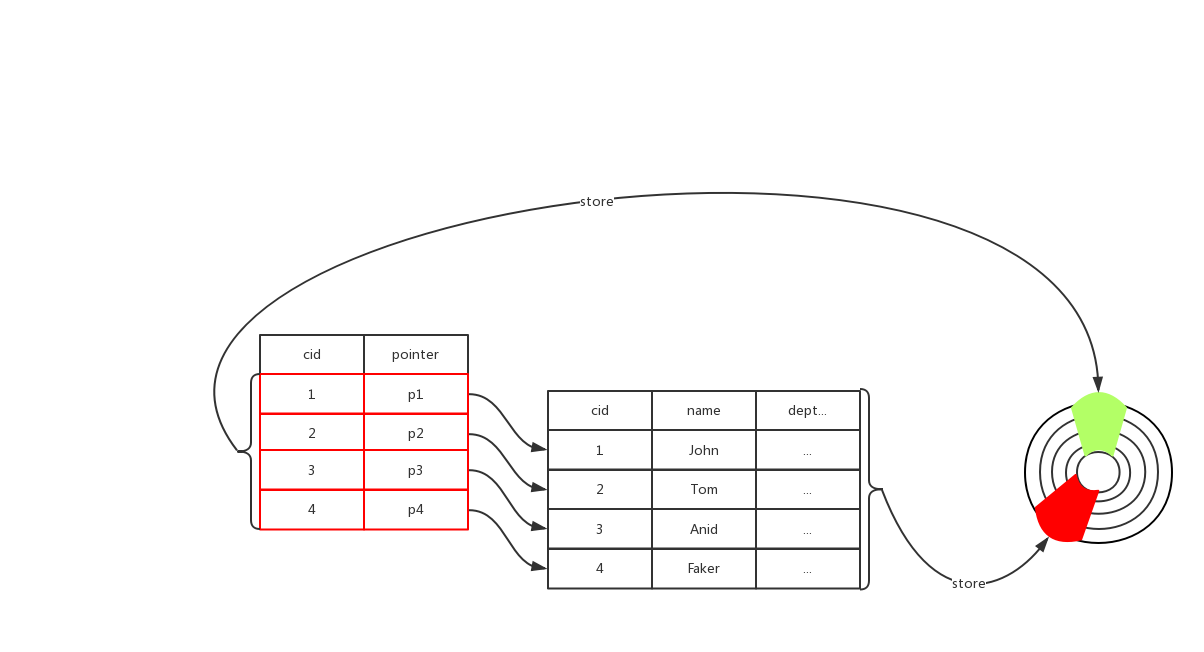 store
cid pointer
1 p1
2 p2
3 p3
4 p4
cid name dept...
1 John ...
2 Tom ...
3 Anid ...
4 Faker ...
store